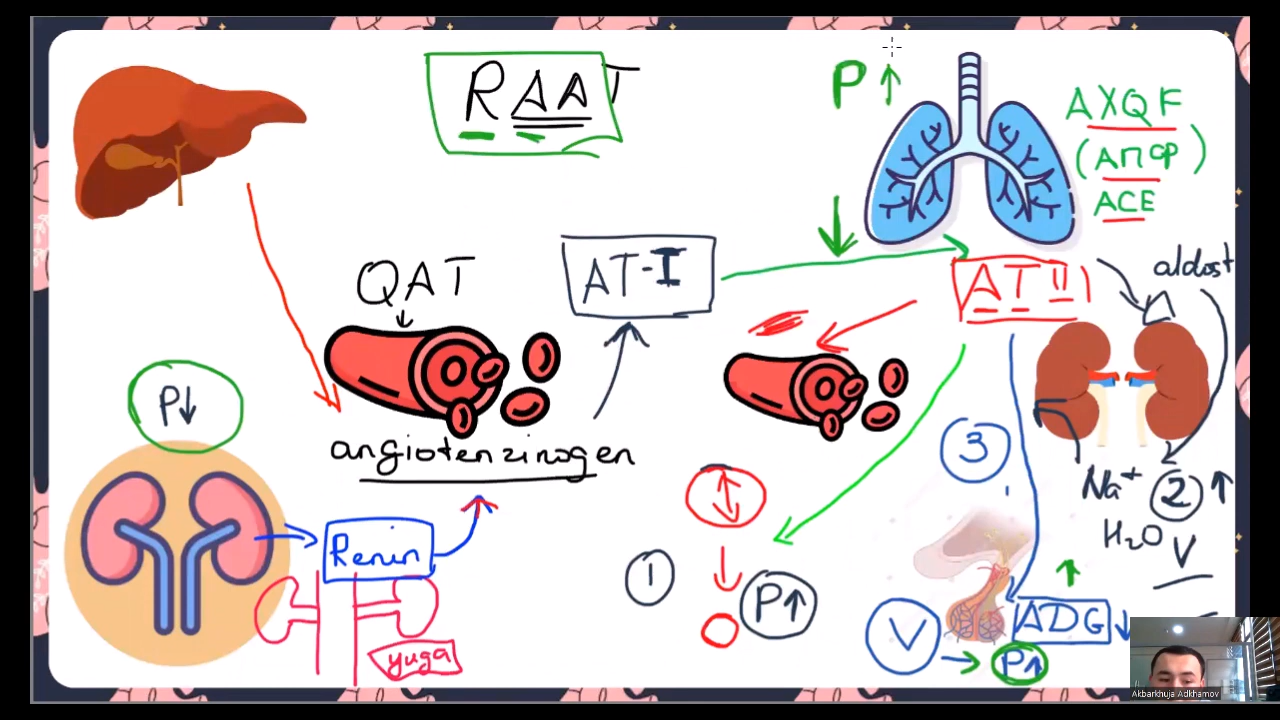 RAAT
P↑
AXQF
(АПФ)
ACE
aldost
QAT
AT-I
AT II
P↓
angiotenzinogen
Renin
yuga
1
P↑
3
Na⁺ 2 ↑
H₂O V
V
ADG ↓
P↑
Akbarkhuja Adkhamov